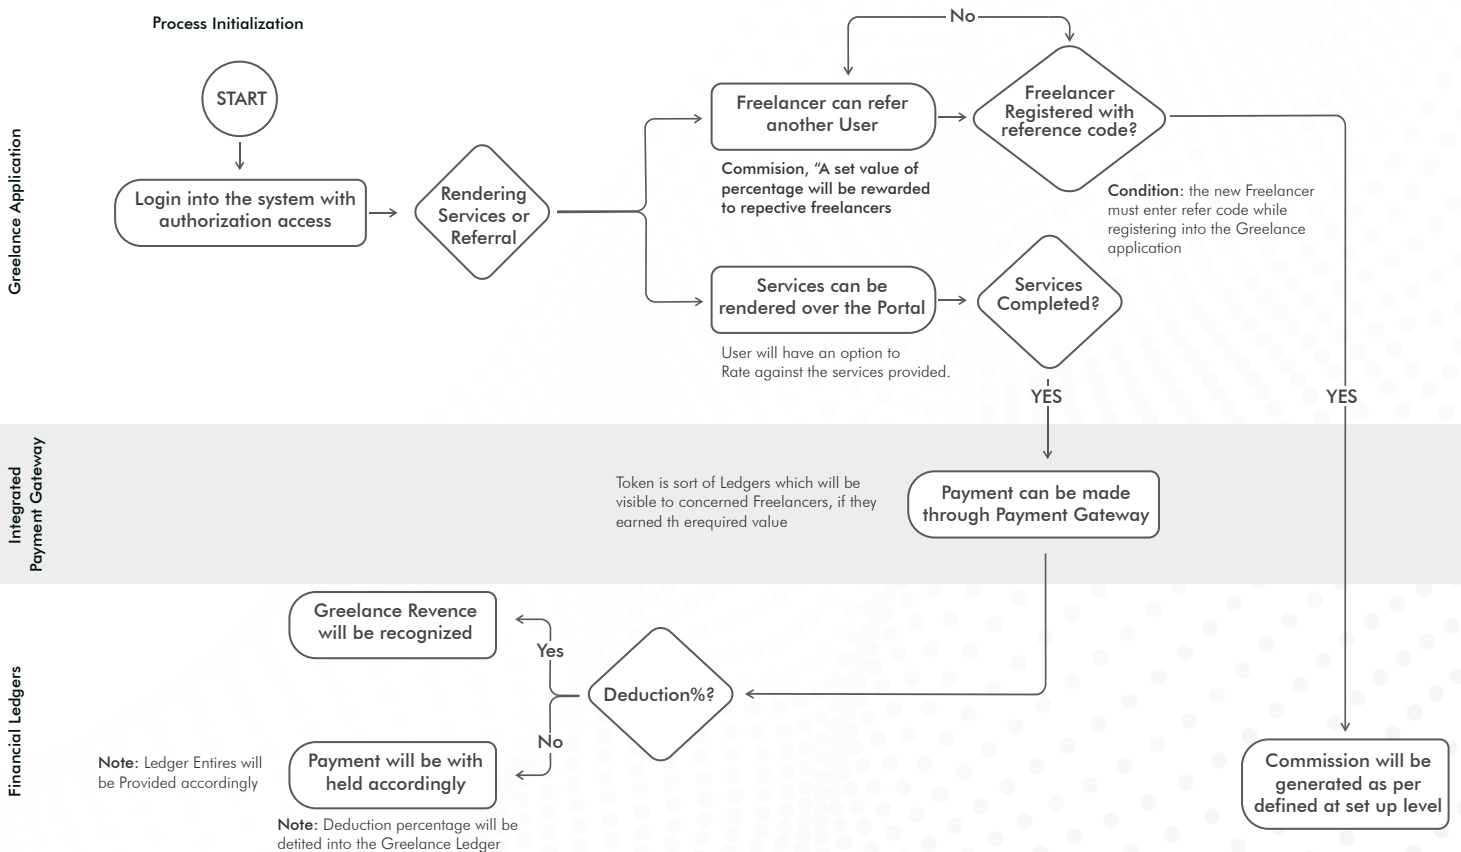 Process Initialization
START
Login into the system with
authorization access
Rendering
Services or
Referral
No
Freelancer can refer
another User
Commision, “A set value of
percentage will be rewarded
to repective freelancers
Freelancer
Registered with
reference code?
Condition: the new Freelancer
must enter refer code while
registering into the Greelance
application
Services can be
rendered over the Portal
User will have an option to
Rate against the services provided.
Services
Completed?
YES
YES
Greelance Application
Integrated
Payment Gateway
Token is sort of Ledgers which will be
visible to concerned Freelancers, if they
earned th erequired value
Payment can be made
through Payment Gateway
Financial Ledgers
Greelance Revence
will be recognized
Yes
Deduction%?
No
Payment will be with
held accordingly
Note: Ledger Entires will
be Provided accordingly
Note: Deduction percentage will be
detited into the Greelance Ledger
Commission will be
generated as per
defined at set up level